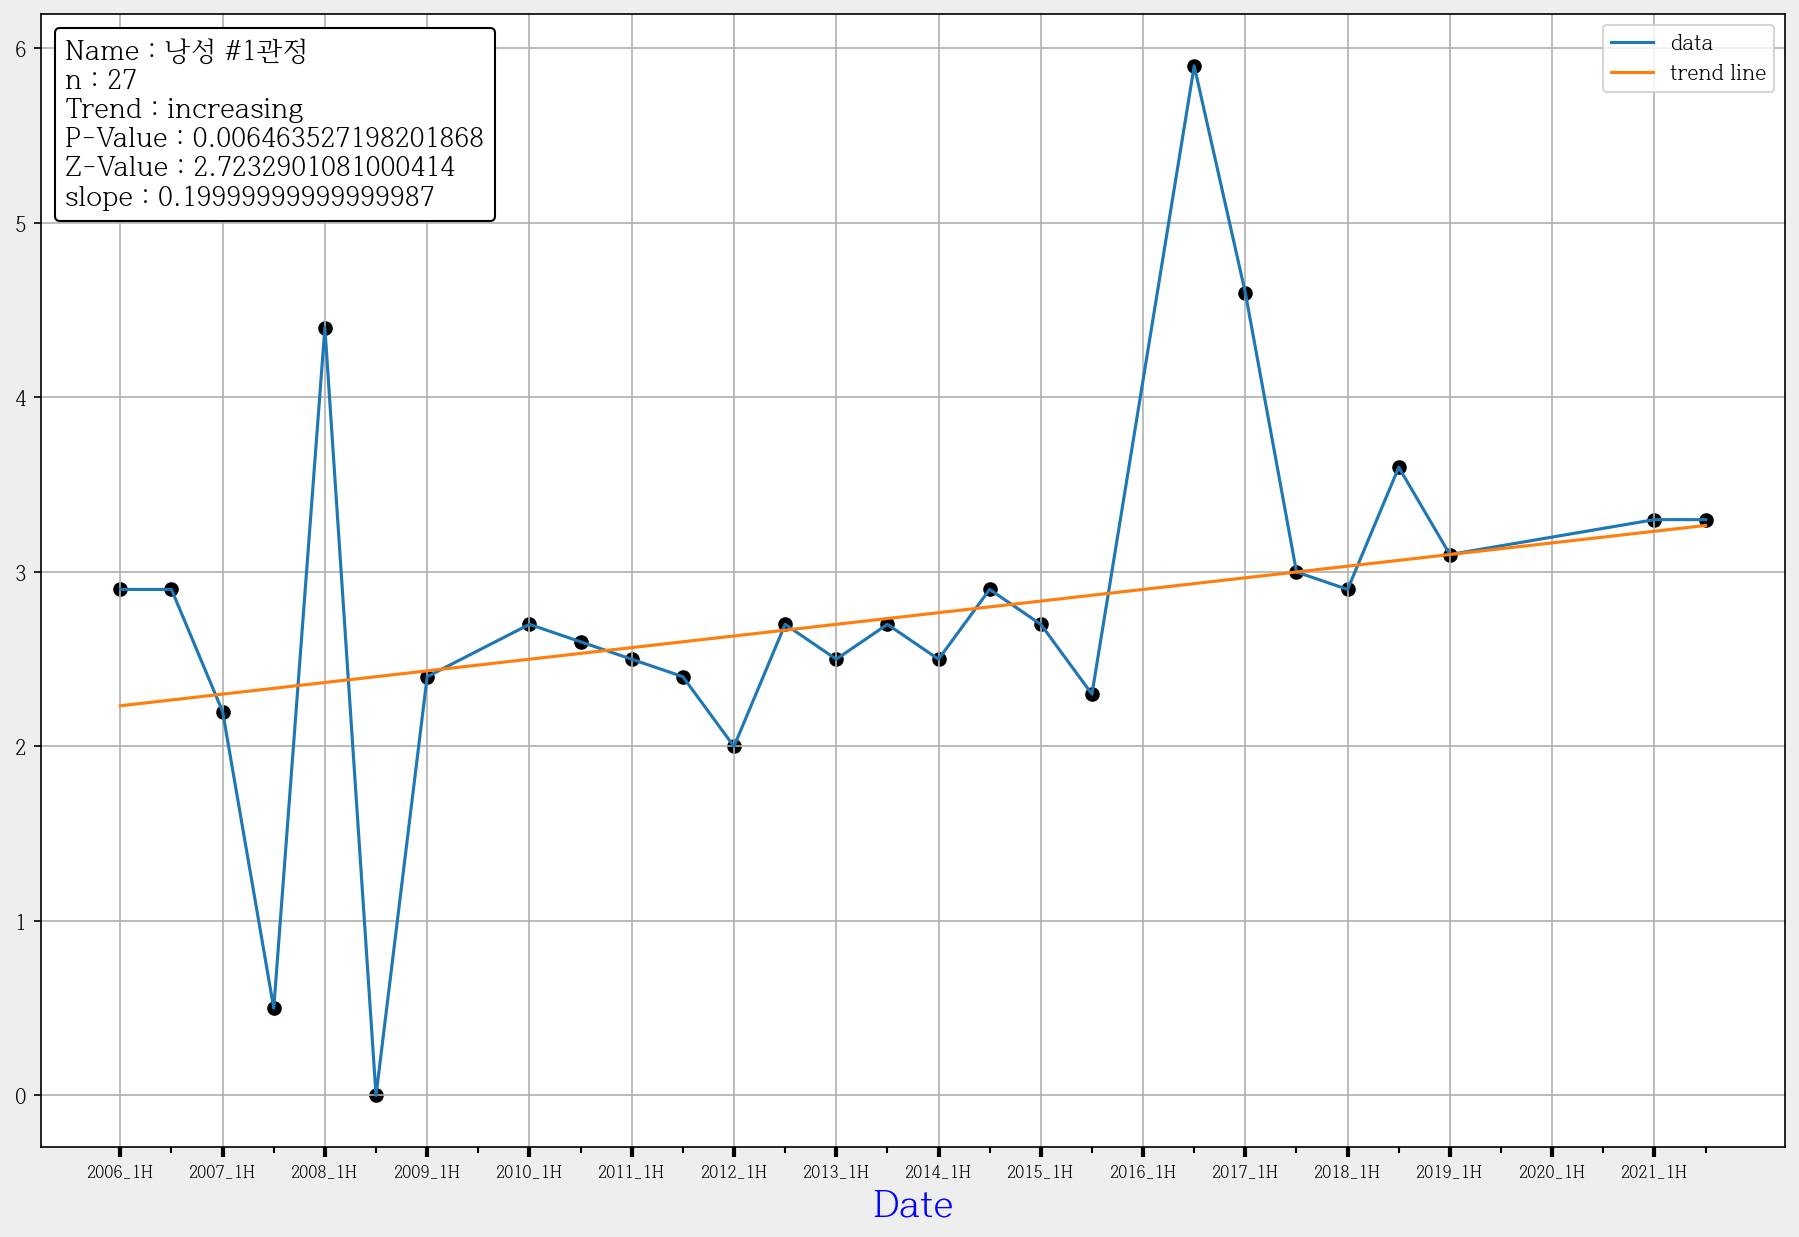 Name : 낭성 #1관정
n : 27
Trend : increasing
P-Value : 0.006463527198201868
Z-Value : 2.7232901081000414
slope : 0.19999999999999987
data
trend line
6
5
4
3
2
1
0
2006_1H 2007_1H 2008_1H 2009_1H 2010_1H 2011_1H 2012_1H 2013_1H 2014_1H 2015_1H 2016_1H 2017_1H 2018_1H 2019_1H 2020_1H 2021_1H
Date